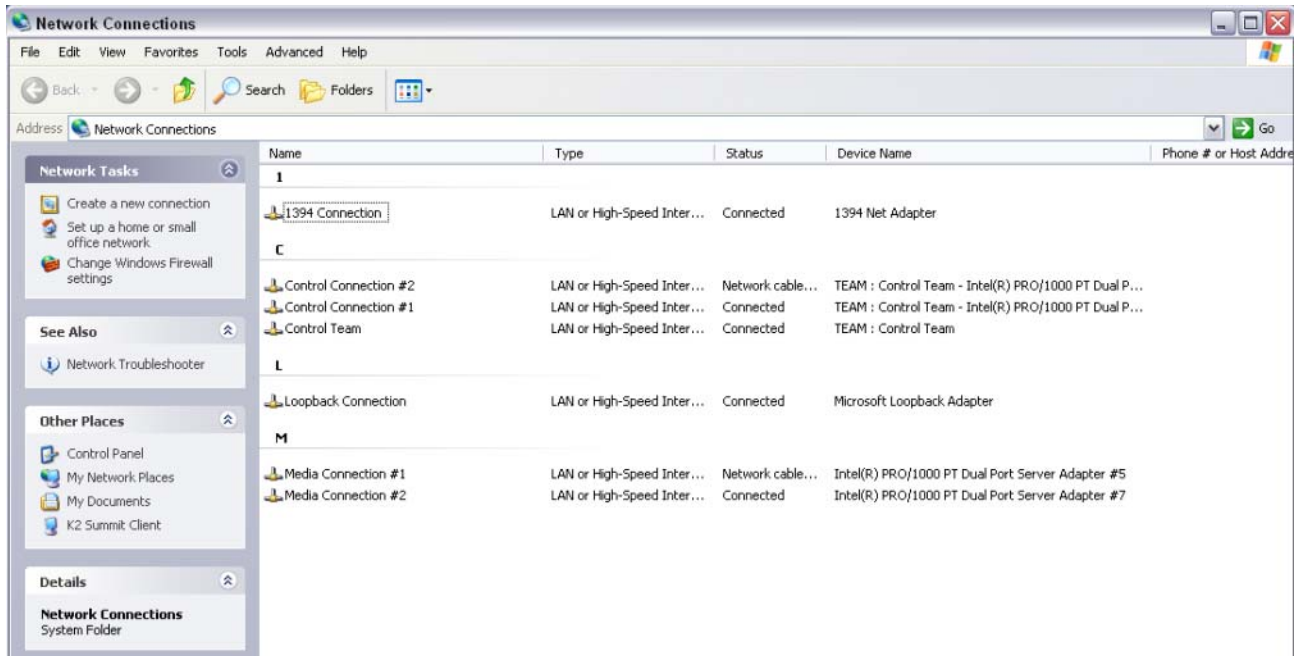 Network Connections
File Edit View Favorites Tools Advanced Help
Back Search Folders
Address Network Connections Go
Network Tasks
Create a new connection
Set up a home or small
office network
Change Windows Firewall
settings
See Also
Network Troubleshooter
Other Places
Control Panel
My Network Places
My Documents
K2 Summit Client
Details
Network Connections
System Folder
Name Type Status Device Name Phone # or Host Addre
1
1394 Connection LAN or High-Speed Inter... Connected 1394 Net Adapter
C
Control Connection #2 LAN or High-Speed Inter... Network cable... TEAM : Control Team - Intel(R) PRO/1000 PT Dual P...
Control Connection #1 LAN or High-Speed Inter... Connected TEAM : Control Team - Intel(R) PRO/1000 PT Dual P...
Control Team LAN or High-Speed Inter... Connected TEAM : Control Team
L
Loopback Connection LAN or High-Speed Inter... Connected Microsoft Loopback Adapter
M
Media Connection #1 LAN or High-Speed Inter... Network cable... Intel(R) PRO/1000 PT Dual Port Server Adapter #5
Media Connection #2 LAN or High-Speed Inter... Connected Intel(R) PRO/1000 PT Dual Port Server Adapter #7